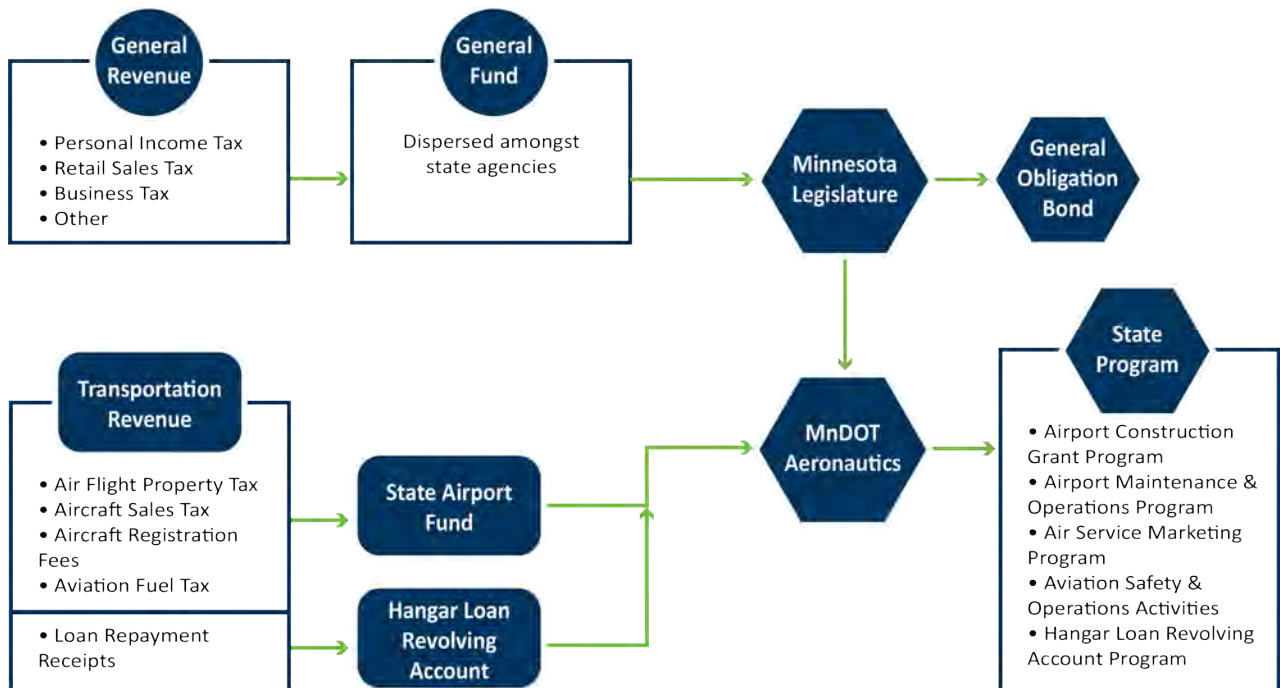 General
Revenue
• Personal Income Tax
• Retail Sales Tax
• Business Tax
• Other
General
Fund
Dispersed amongst
state agencies
Minnesota
Legislature
General
Obligation
Bond
Transportation
Revenue
• Air Flight Property Tax
• Aircraft Sales Tax
• Aircraft Registration
Fees
• Aviation Fuel Tax
• Loan Repayment
Receipts
State Airport
Fund
Hangar Loan
Revolving
Account
MnDOT
Aeronautics
State
Program
• Airport Construction
Grant Program
• Airport Maintenance &
Operations Program
• Air Service Marketing
Program
• Aviation Safety &
Operations Activities
• Hangar Loan Revolving
Account Program